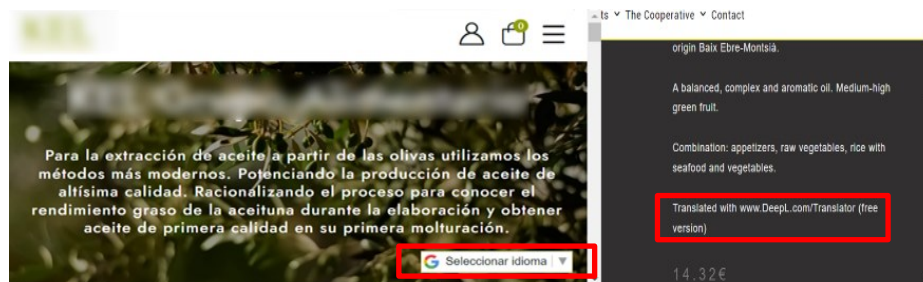 0
Para la extracción de aceite a partir de las olivas utilizamos los
métodos más modernos. Potenciando la producción de aceite de
altísima calidad. Racionalizando el proceso para conocer el
rendimiento graso de la aceituna durante la elaboración y obtener
aceite de primera calidad en su primera molturación.
G Seleccionar idioma
ts The Cooperative Contact
origin Baix Ebre-Montsià.
A balanced, complex and aromatic oil. Medium-high
green fruit.
Combination: appetizers, raw vegetables, rice with
seafood and vegetables.
Translated with www.DeepL.com/Translator (free
version)
14.32€